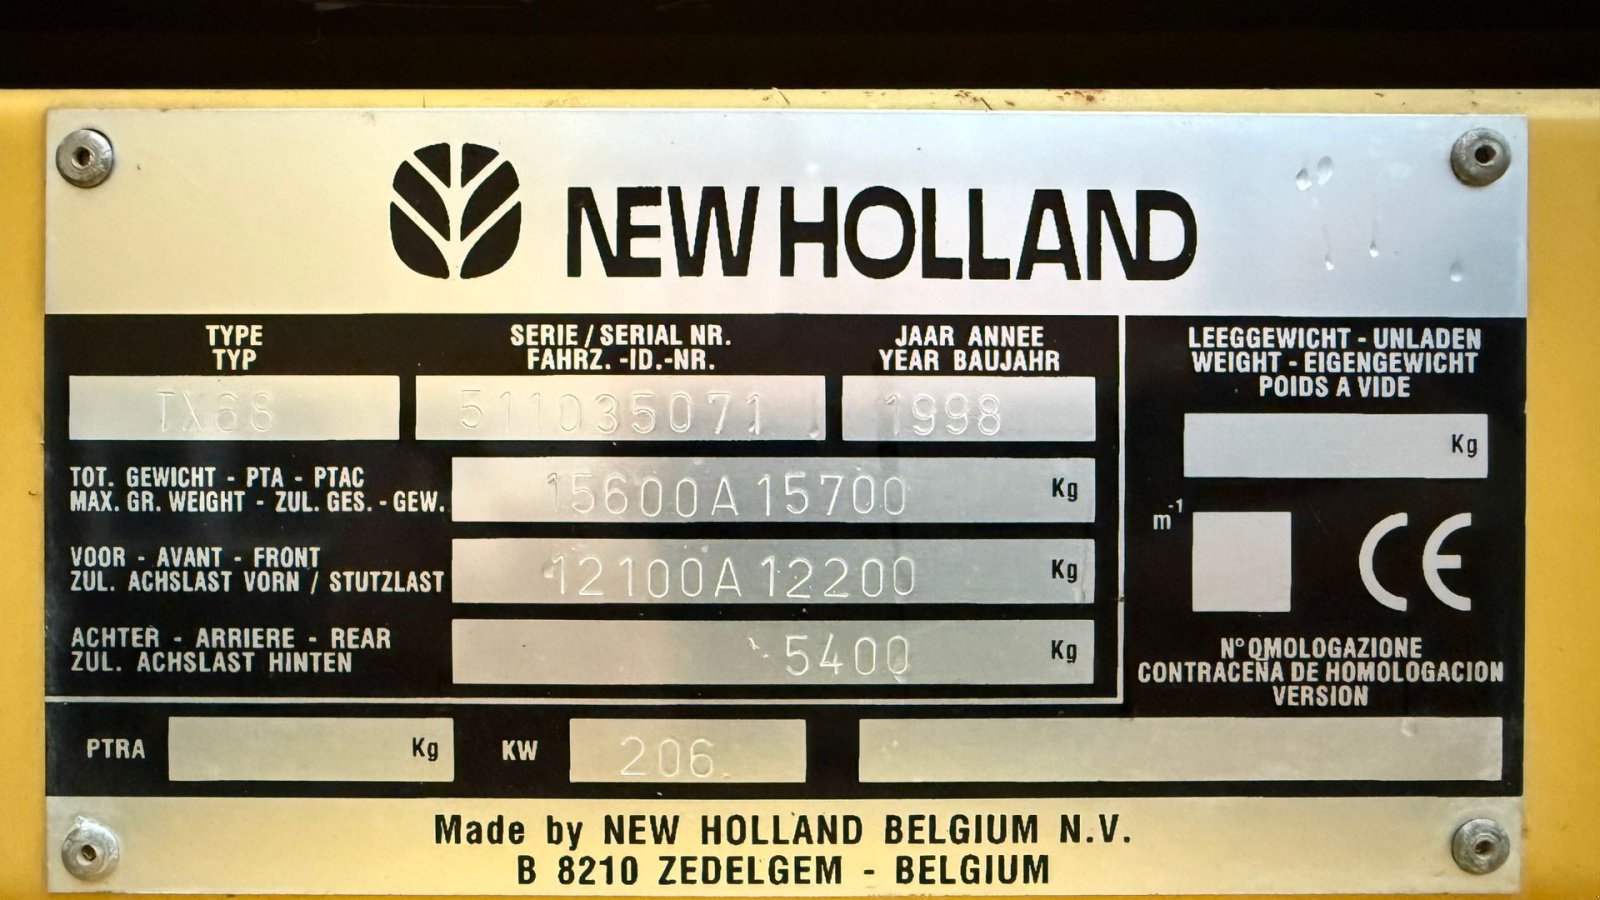 NEW HOLLAND
TYPE
TYP
SERIE / SERIAL NR.
FAHRZ. -ID.-NR.
JAAR ANNEE
YEAR BAUJAHR
LEEGGEWICHT - UNLADEN
WEIGHT - EIGENGEWICHT
POIDS A VIDE
TX68
511035071
1998
Kg
TOT. GEWICHT - PTA - PTAC
MAX. GR. WEIGHT - ZUL. GES. - GEW.
15600A15700 Kg
m-1
CE
VOOR - AVANT - FRONT
ZUL. ACHSLAST VORN / STUTZLAST
12100A12200 Kg
ACHTER - ARRIERE - REAR
ZUL. ACHSLAST HINTEN
5400 Kg
N° OMOLOGAZIONE
CONTRACEÑA DE HOMOLOGACION
VERSION
PTRA Kg
KW 206
Made by NEW HOLLAND BELGIUM N.V.
B 8210 ZEDELGEM - BELGIUM